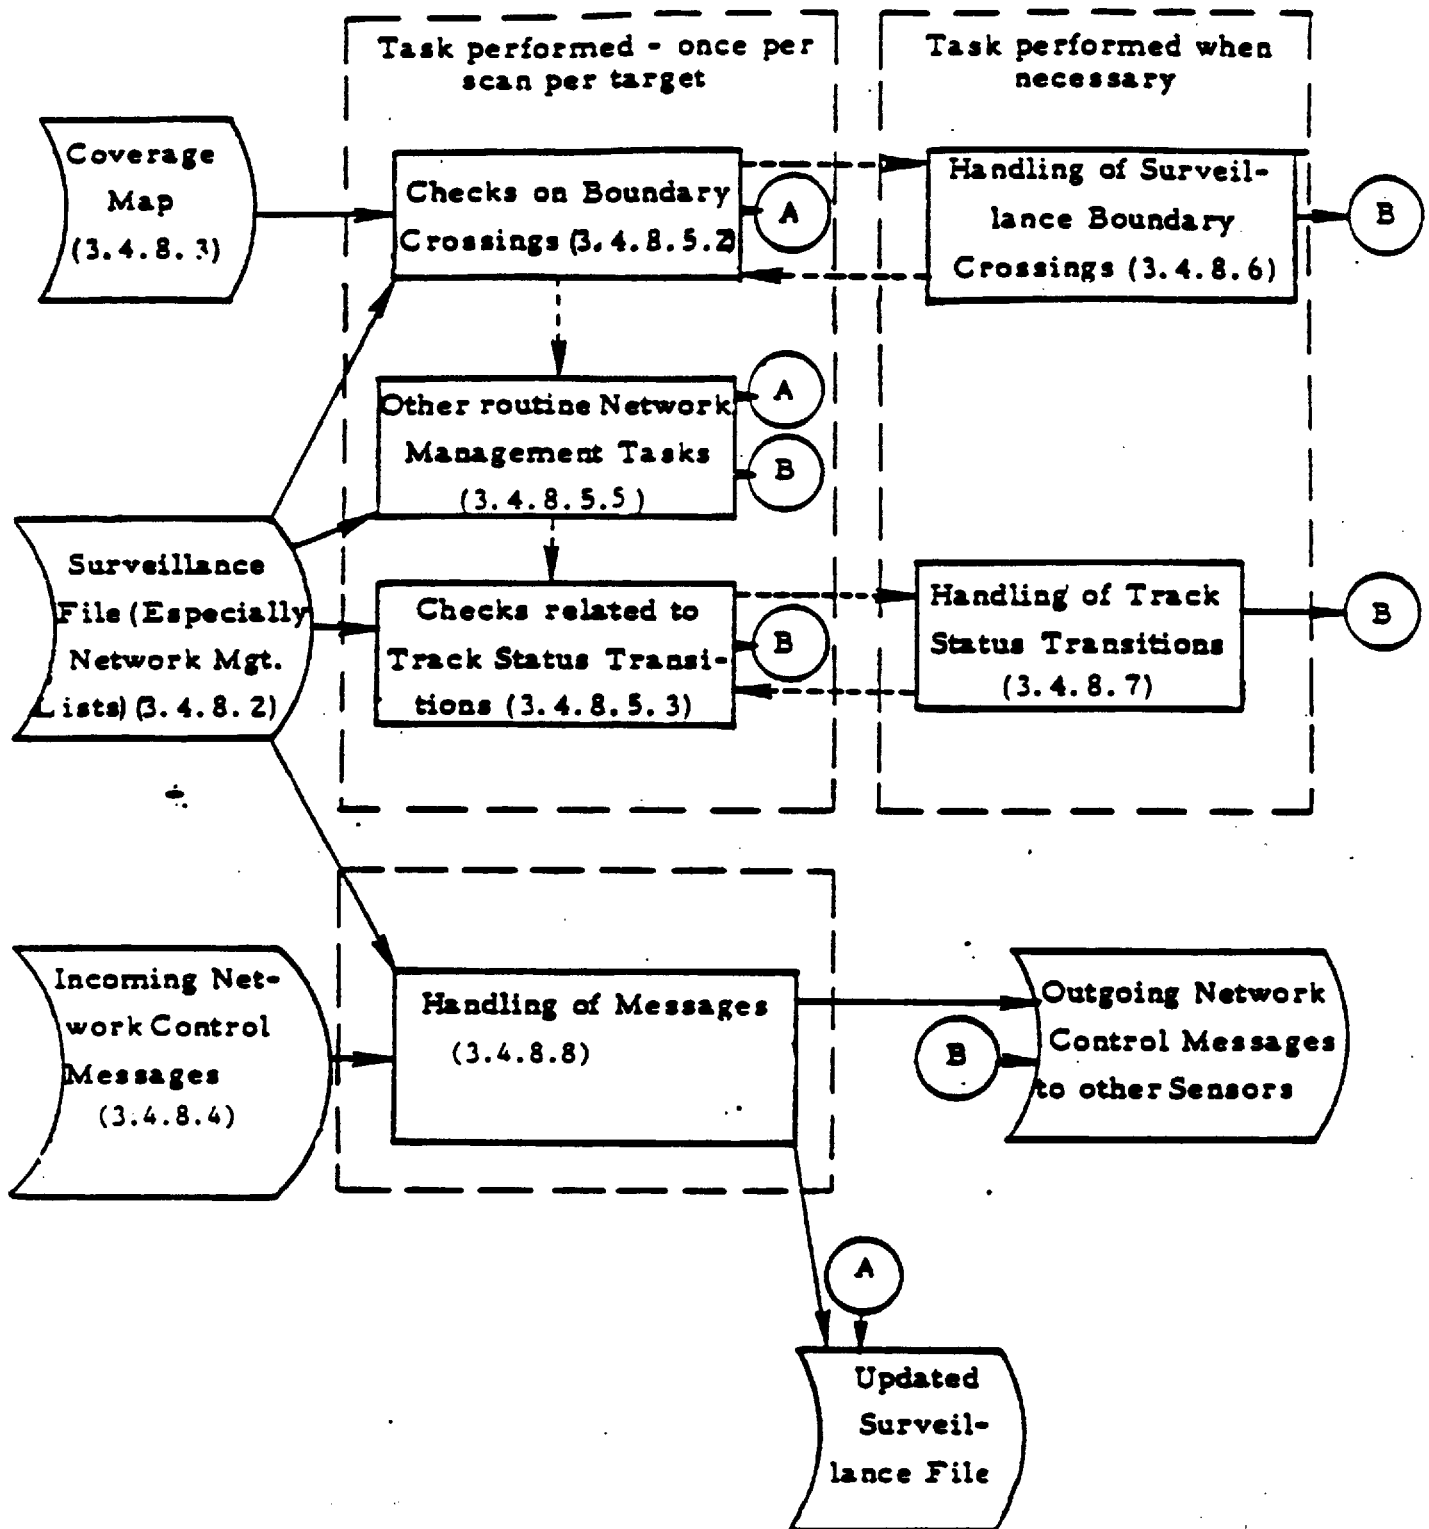 Task performed - once per
scan per target
Task performed when
necessary
Coverage
Map
(3.4.8.3)
Checks on Boundary
Crossings (3.4.8.5.2)
A
Handling of Surveil-
lance Boundary
Crossings (3.4.8.6)
B
Other routine Network
Management Tasks
(3.4.8.5.5)
A
B
Surveillance
File (Especially
Network Mgt.
Lists) (3.4.8.2)
Checks related to
Track Status Transi-
tions (3.4.8.5.3)
B
Handling of Track
Status Transitions
(3.4.8.7)
B
Incoming Net-
work Control
Messages
(3.4.8.4)
Handling of Messages
(3.4.8.8)
Outgoing Network
Control Messages
to other Sensors
B
A
Updated
Surveil-
lance File